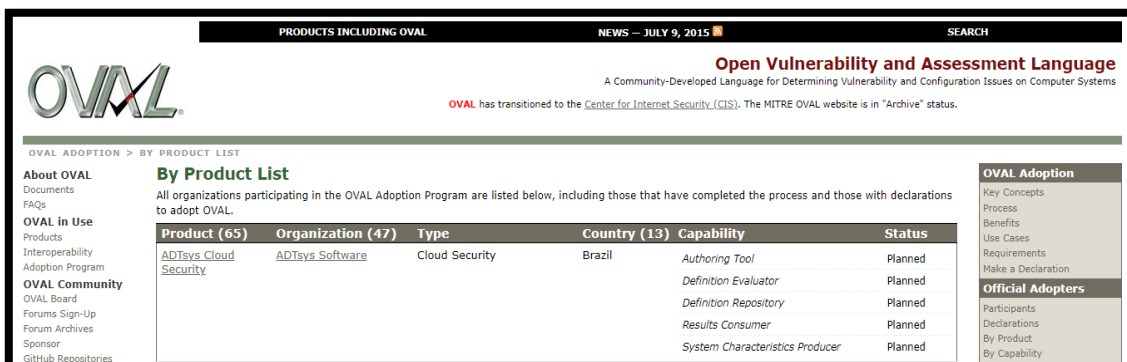 PRODUCTS INCLUDING OVAL NEWS — JULY 9, 2015 SEARCH
OVAL.
Open Vulnerability and Assessment Language
A Community-Developed Language for Determining Vulnerability and Configuration Issues on Computer Systems
OVAL has transitioned to the Center for Internet Security (CIS). The MITRE OVAL website is in "Archive" status.
OVAL ADOPTION > BY PRODUCT LIST
About OVAL
Documents
FAQs
OVAL in Use
Products
Interoperability
Adoption Program
OVAL Community
OVAL Board
Forums Sign-Up
Forum Archives
Sponsor
GitHub Repositories
By Product List
All organizations participating in the OVAL Adoption Program are listed below, including those that have completed the process and those with declarations
to adopt OVAL.
Product (65) Organization (47) Type Country (13) Capability Status
ADTsys Cloud Security ADTsys Software Cloud Security Brazil Authoring Tool Planned
Definition Evaluator Planned
Definition Repository Planned
Results Consumer Planned
System Characteristics Producer Planned
OVAL Adoption
Key Concepts
Process
Benefits
Use Cases
Requirements
Make a Declaration
Official Adopters
Participants
Declarations
By Product
By Capability